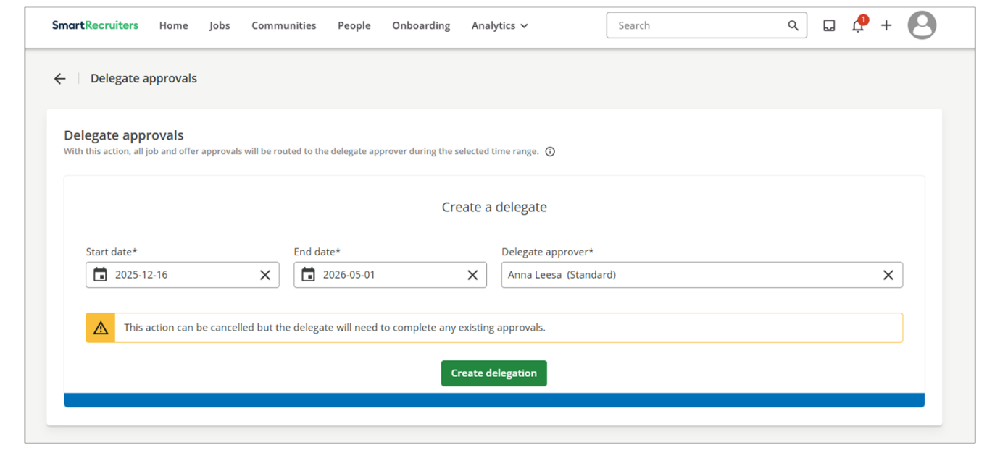 SmartRecruiters Home Jobs Communities People Onboarding Analytics Search 1
Delegate approvals
Delegate approvals
With this action, all job and offer approvals will be routed to the delegate approver during the selected time range.
Create a delegate
Start date* End date* Delegate approver*
2025-12-16 2026-05-01 Anna Leesa (Standard)
This action can be cancelled but the delegate will need to complete any existing approvals.
Create delegation